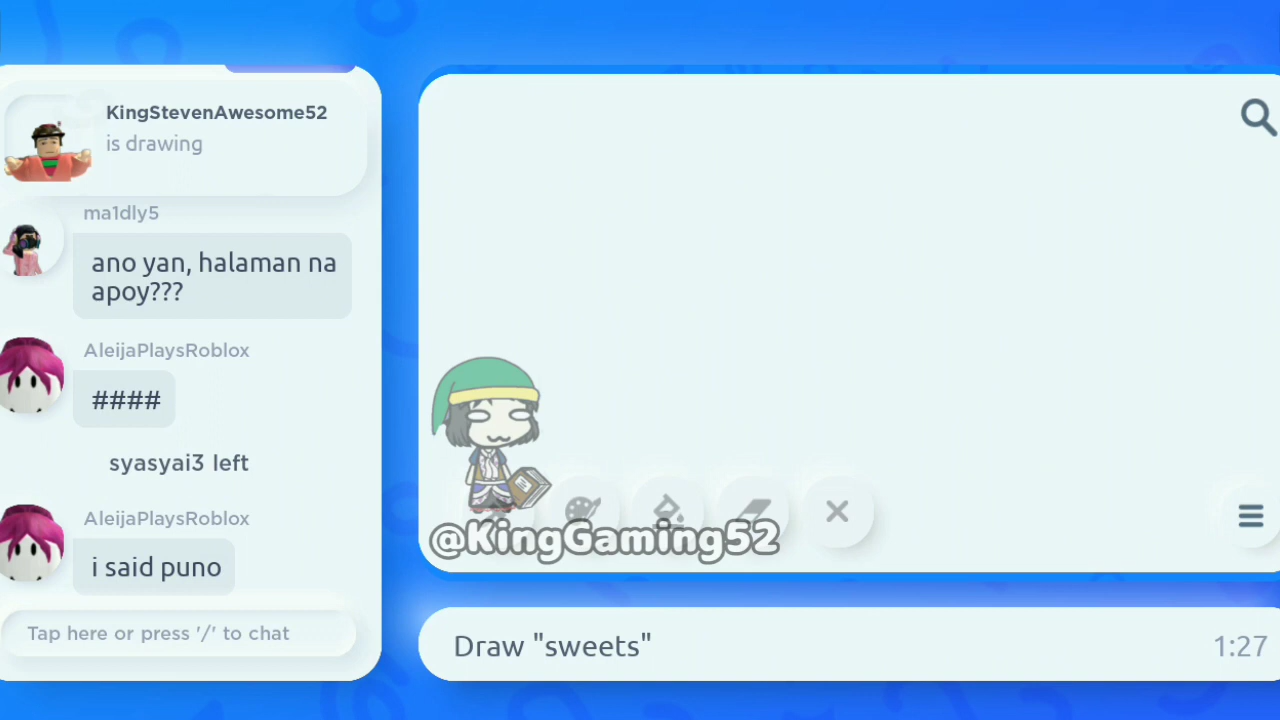 KingStevenAwesome52
is drawing
ma1dly5
ano yan, halaman na
apoy???
AleijaPlaysRoblox
####
syasyai3 left
AleijaPlaysRoblox
i said puno
Tap here or press '/' to chat
@KingGaming52
Draw "sweets"
1:27